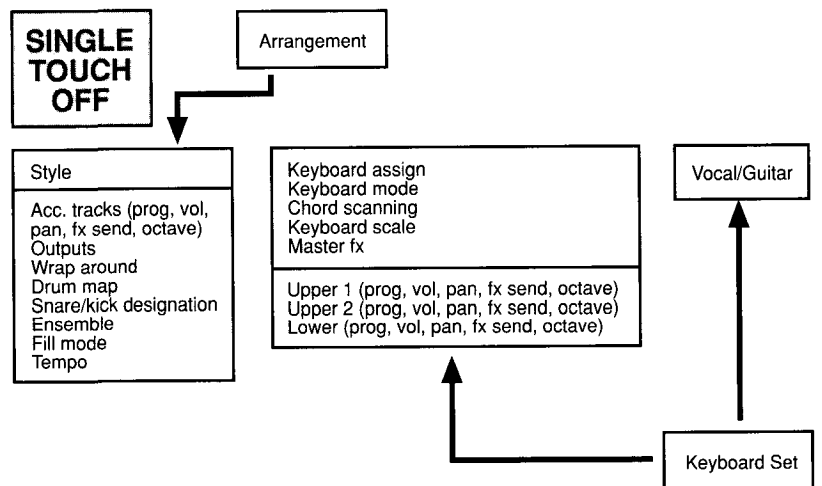 SINGLE
TOUCH
OFF
Arrangement
Style
Acc. tracks (prog, vol,
pan, fx send, octave)
Outputs
Wrap around
Drum map
Snare/kick designation
Ensemble
Fill mode
Tempo
Keyboard assign
Keyboard mode
Chord scanning
Keyboard scale
Master fx
Upper 1 (prog, vol, pan, fx send, octave)
Upper 2 (prog, vol, pan, fx send, octave)
Lower (prog, vol, pan, fx send, octave)
Vocal/Guitar
Keyboard Set